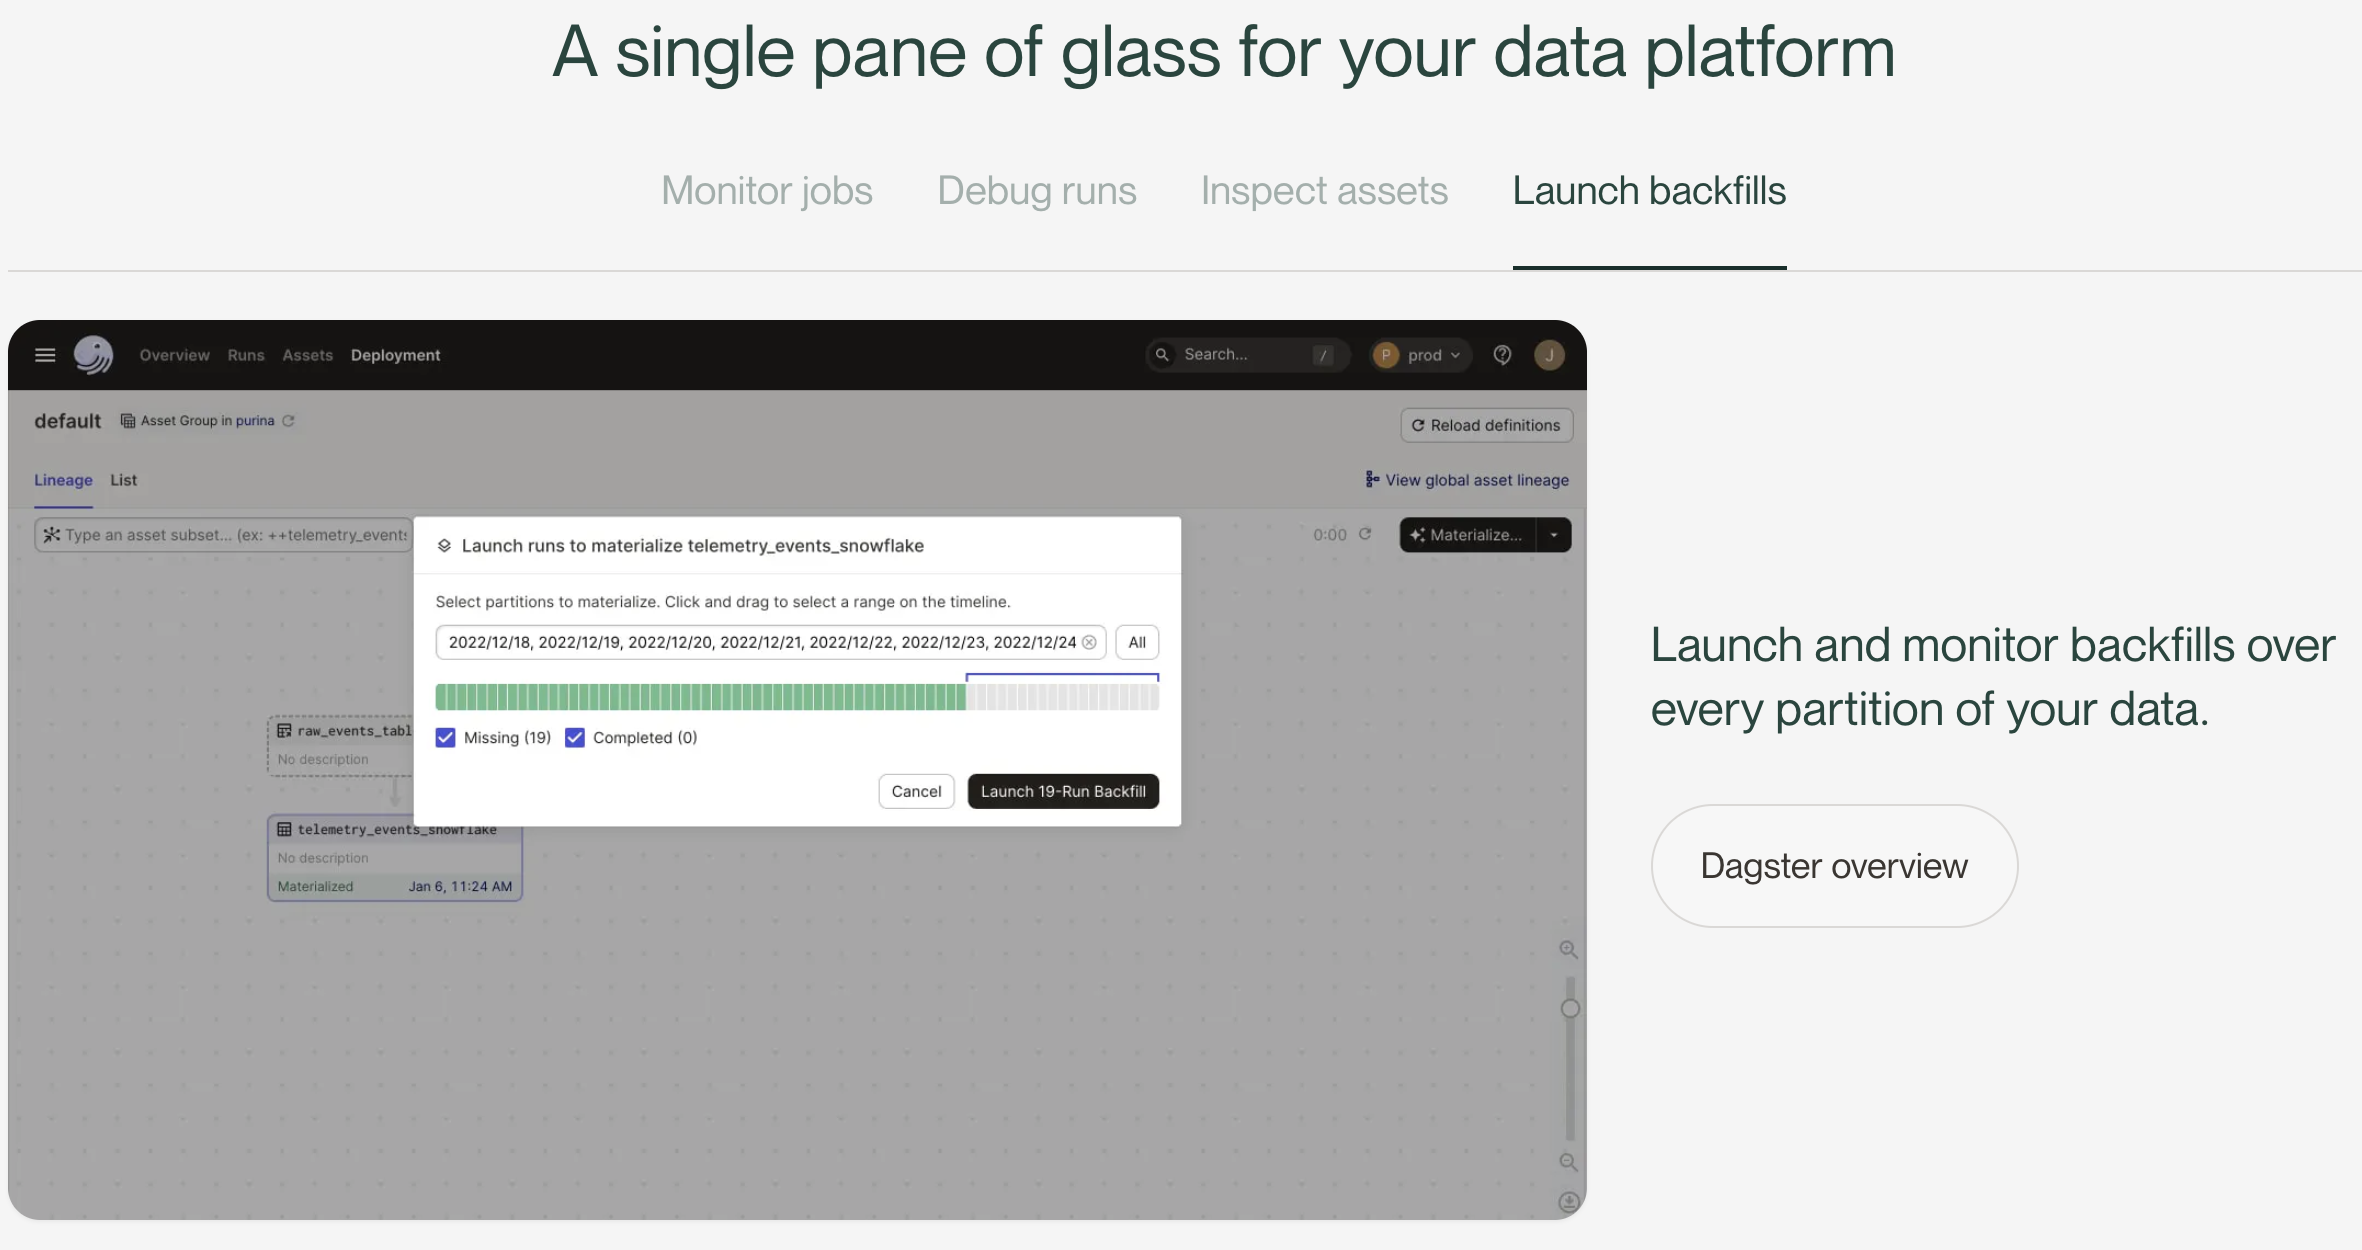 A single pane of glass for your data platform
Monitor jobs Debug runs Inspect assets Launch backfills
Overview Runs Assets Deployment Search... / P prod J
default Asset Group in purina Reload definitions
Lineage List View global asset lineage
Type an asset subset... (ex: ++telemetry_events 0:00 Materialize...
Launch runs to materialize telemetry_events_snowflake
Select partitions to materialize. Click and drag to select a range on the timeline.
2022/12/18, 2022/12/19, 2022/12/20, 2022/12/21, 2022/12/22, 2022/12/23, 2022/12/24 All
Missing (19) Completed (0)
Cancel Launch 19-Run Backfill
raw_events_tabl
No description
telemetry_events_snowflake
No description
Materialized Jan 6, 11:24 AM
Launch and monitor backfills over
every partition of your data.
Dagster overview